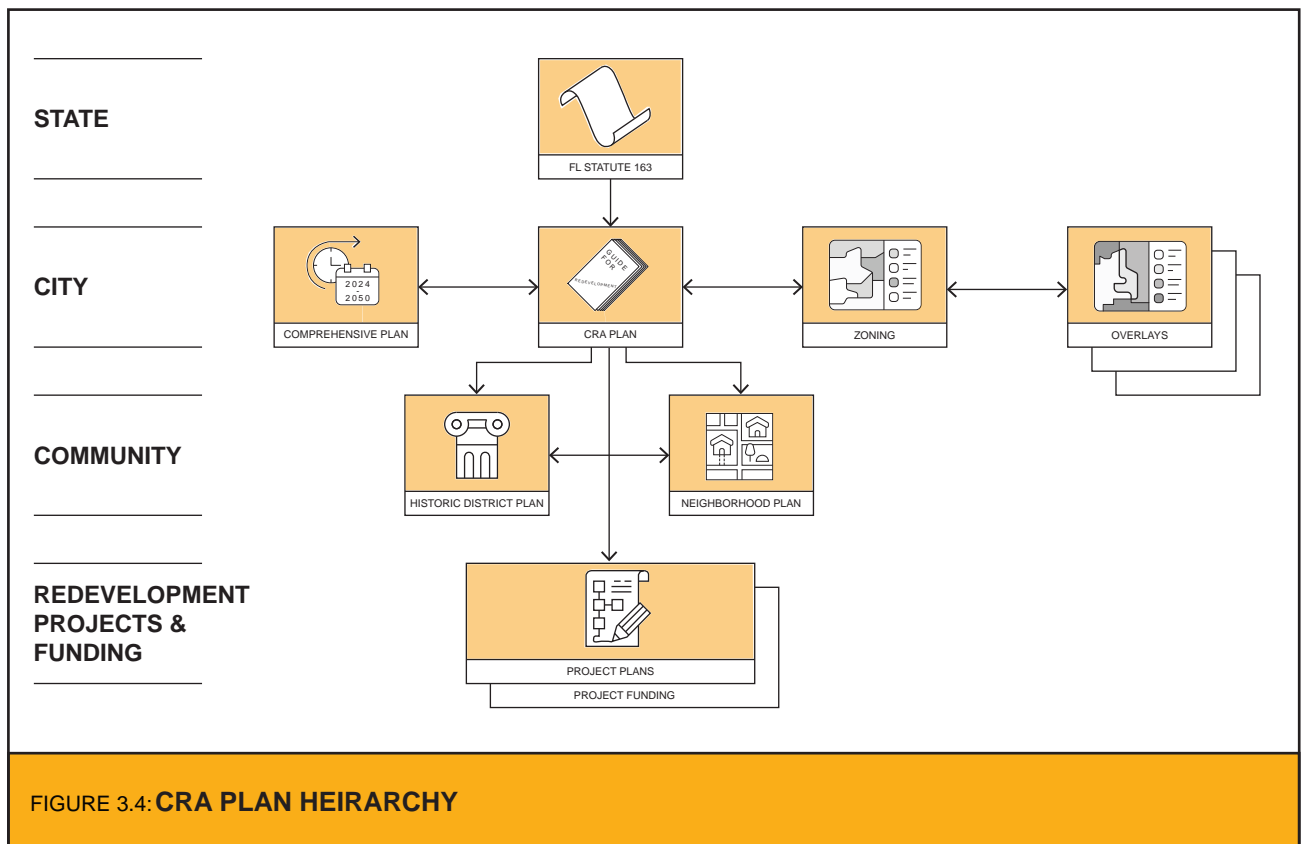 STATE
FL STATUTE 163
CITY
2024
-
2050
COMPREHENSIVE PLAN
GUIDE
FOR
REDEVELOPMENT
CRA PLAN
ZONING
OVERLAYS
COMMUNITY
HISTORIC DISTRICT PLAN
NEIGHBORHOOD PLAN
REDEVELOPMENT
PROJECTS &
FUNDING
PROJECT PLANS
PROJECT FUNDING
FIGURE 3.4: CRA PLAN HEIRARCHY